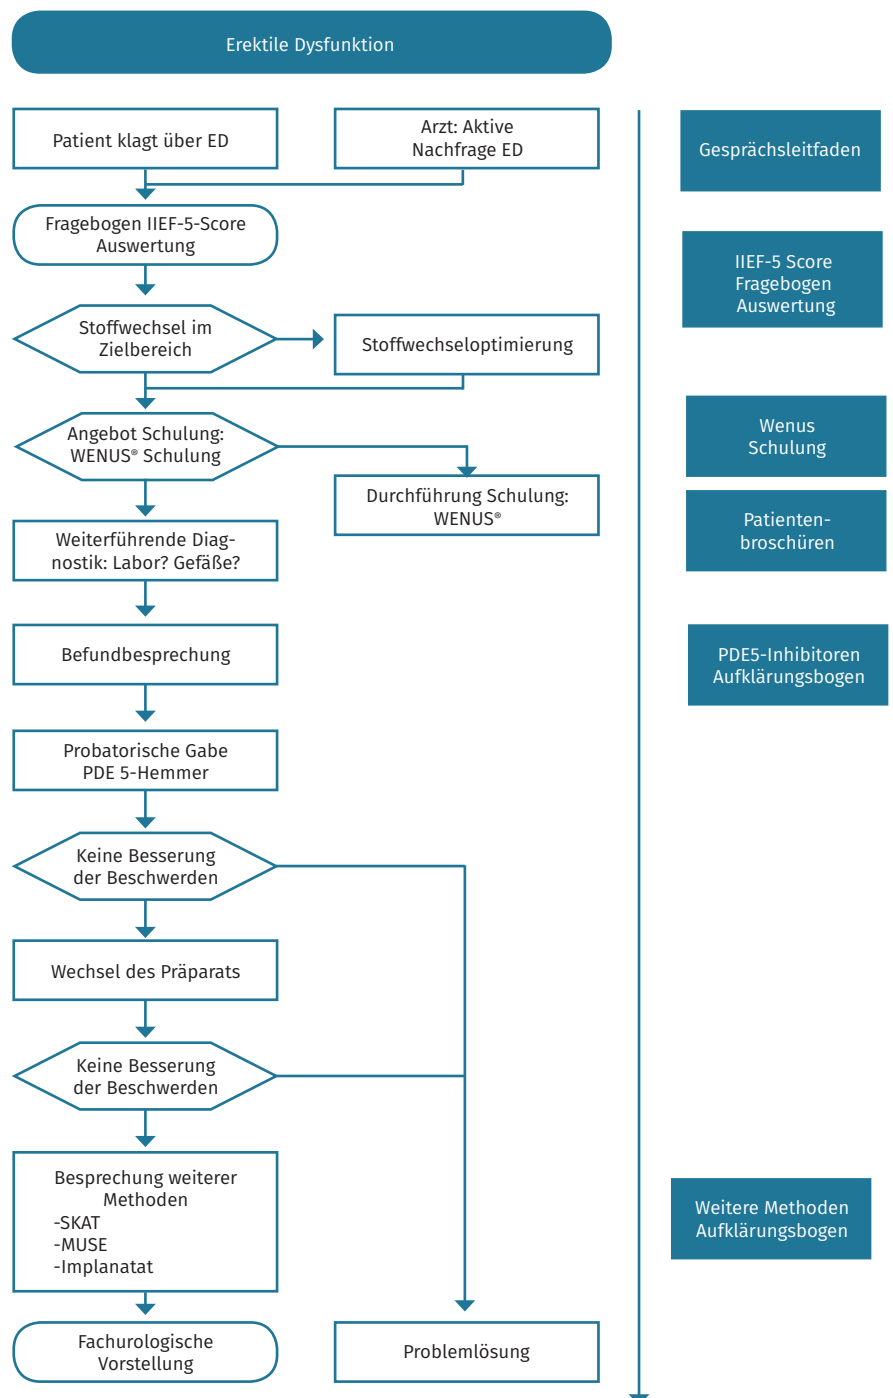 Erektile Dysfunktion
Patient klagt über ED
Arzt: Aktive
Nachfrage ED
Gesprächsleitfaden
Fragebogen IIEF-5-Score
Auswertung
IIEF-5 Score
Fragebogen
Auswertung
Stoffwechsel im
Zielbereich
Stoffwechseloptimierung
Angebot Schulung:
WENUS® Schulung
Wenus
Schulung
Durchführung Schulung:
WENUS®
Patienten-
broschüren
Weiterführende Diag-
nostik: Labor? Gefäße?
Befundbesprechung
PDE5-Inhibitoren
Aufklärungsbogen
Probatorische Gabe
PDE 5-Hemmer
Keine Besserung
der Beschwerden
Wechsel des Präparats
Keine Besserung
der Beschwerden
Besprechung weiterer
Methoden
-SKAT
-MUSE
-Implanatat
Weitere Methoden
Aufklärungsbogen
Fachurologische
Vorstellung
Problemlösung